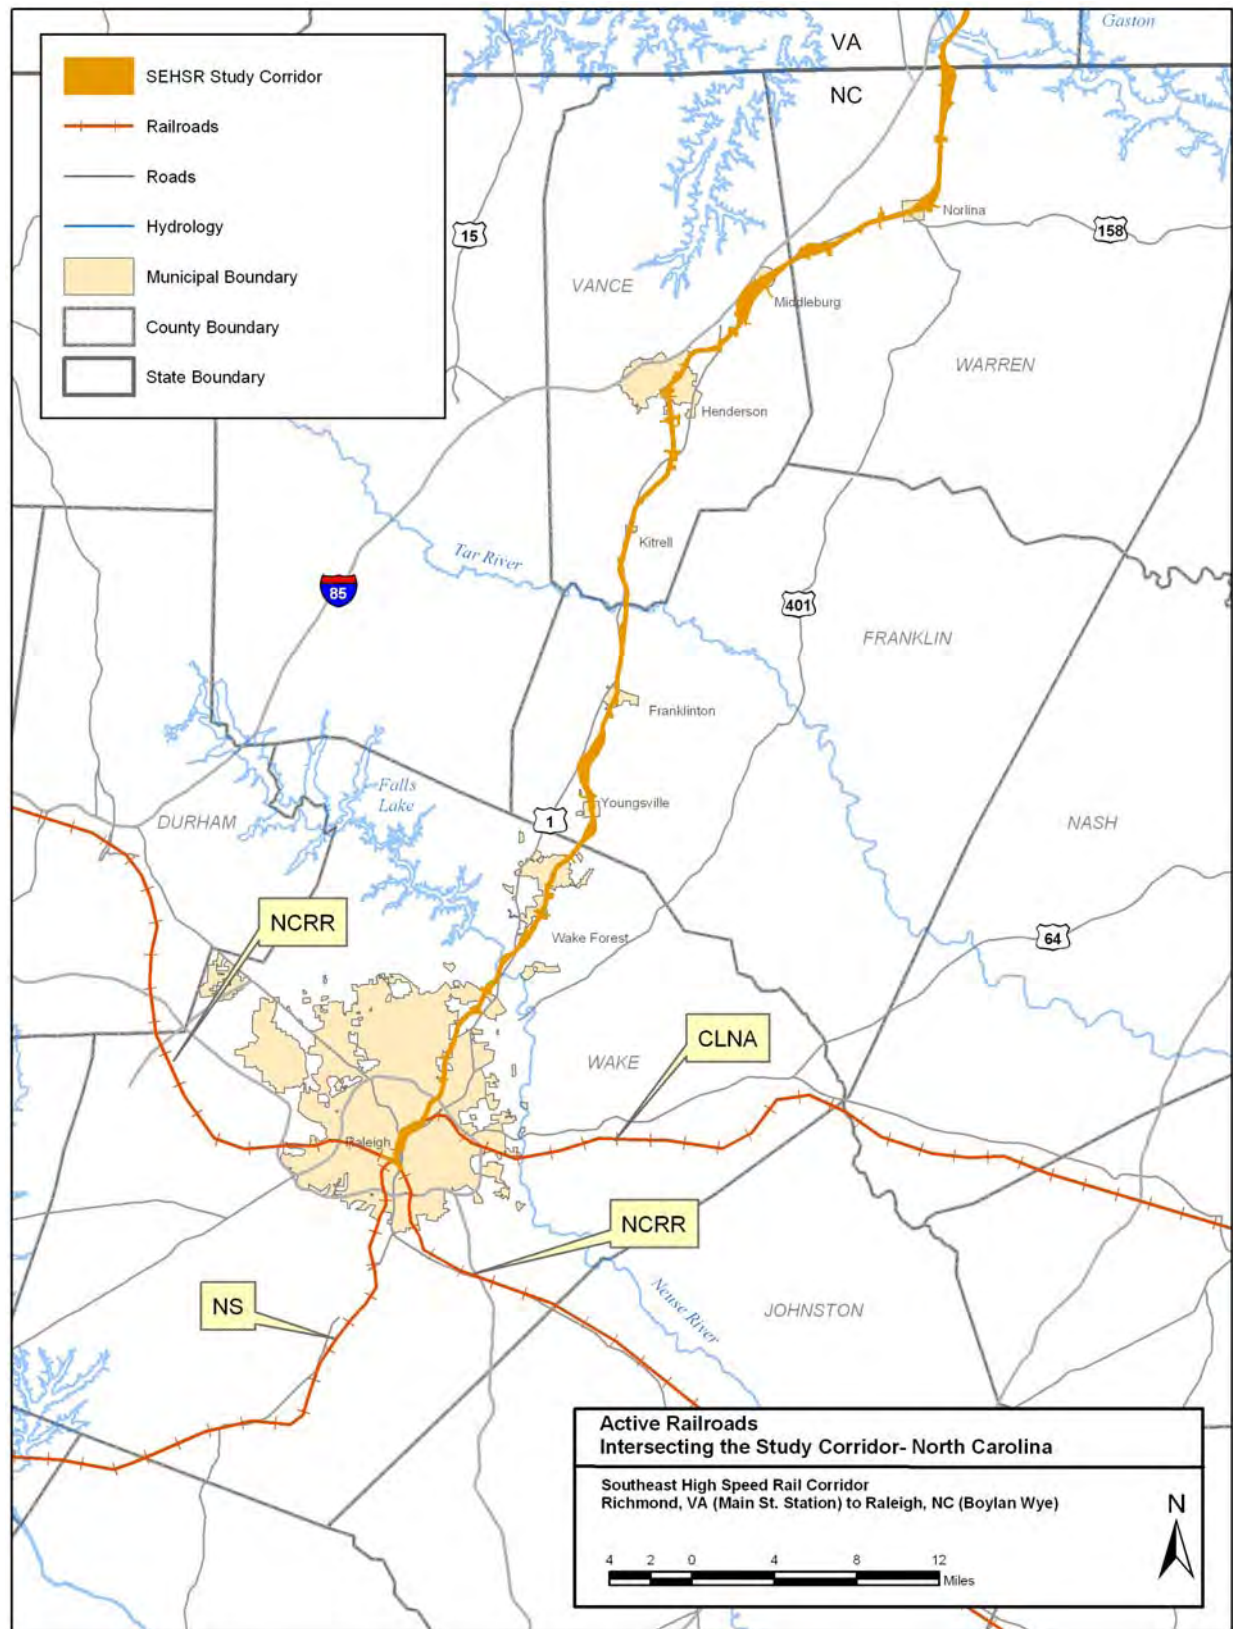 Gaston
VA
NC
SEHSR Study Corridor
Railroads
Roads
Hydrology
Municipal Boundary
County Boundary
State Boundary
15
Norlina
158
VANCE
Middleburg
WARREN
Henderson
Kitrell
Tar River
85
401
FRANKLIN
Franklinton
Falls
Lake
Youngsville
1
DURHAM
NASH
NCRR
Wake Forest
64
CLNA
WAKE
Raleigh
NCRR
NS
Neuse River
JOHNSTON
Active Railroads
Intersecting the Study Corridor- North Carolina
Southeast High Speed Rail Corridor
Richmond, VA (Main St. Station) to Raleigh, NC (Boylan Wye)
N
4 2 0 4 8 12
Miles